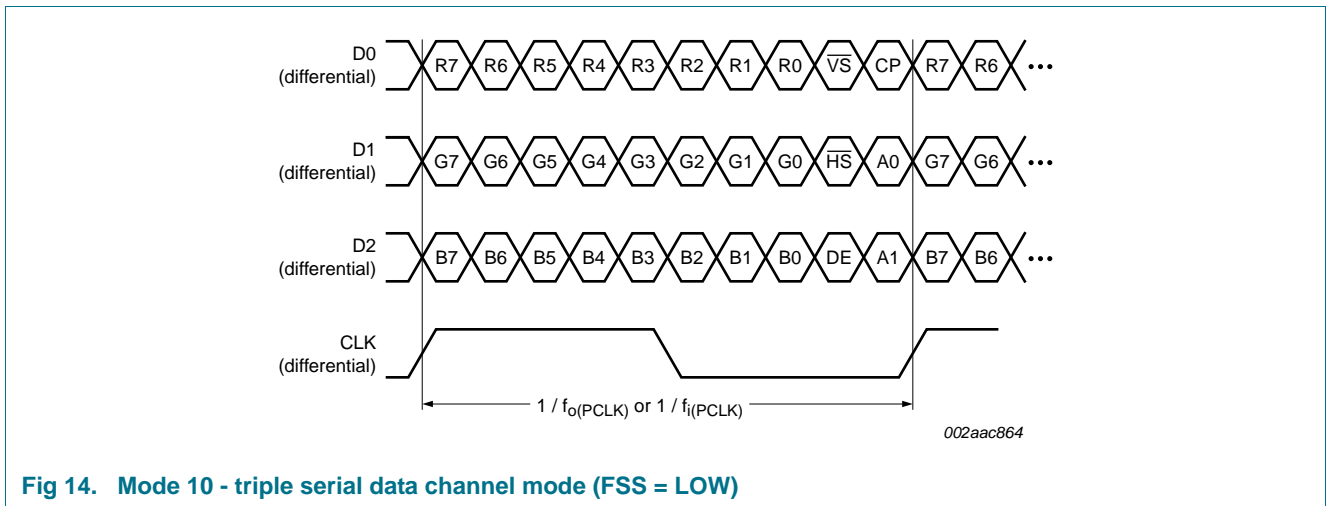 D0
(differential)
R7 R6 R5 R4 R3 R2 R1 R0 V̅S̅ CP R7 R6 •••
D1
(differential)
G7 G6 G5 G4 G3 G2 G1 G0 H̅S̅ A0 G7 G6 •••
D2
(differential)
B7 B6 B5 B4 B3 B2 B1 B0 DE A1 B7 B6 •••
CLK
(differential)
1 / fo(PCLK) or 1 / fi(PCLK)
002aac864
Fig 14. Mode 10 - triple serial data channel mode (FSS = LOW)